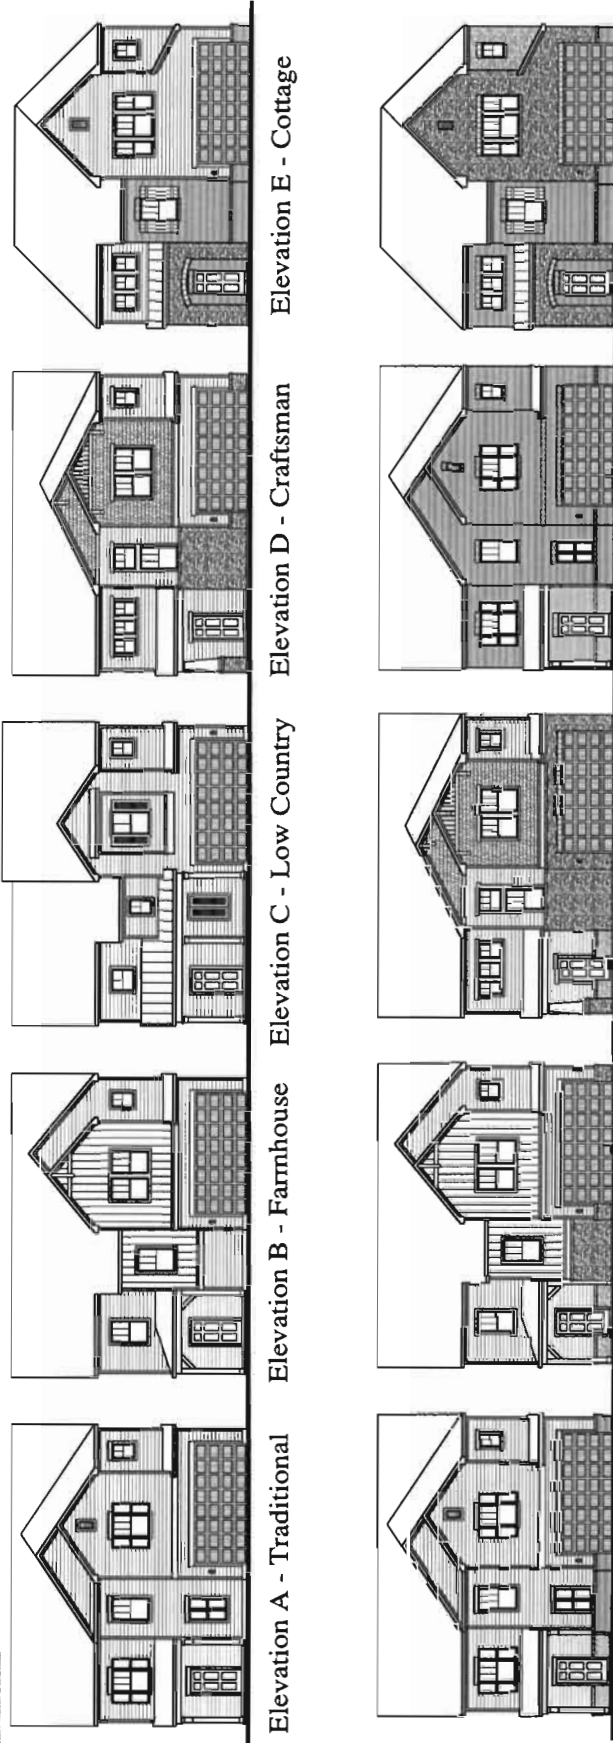 Elevation A - Traditional
Elevation B - Farmhouse
Elevation C - Low Country
Elevation D - Craftsman
Elevation E - Cottage